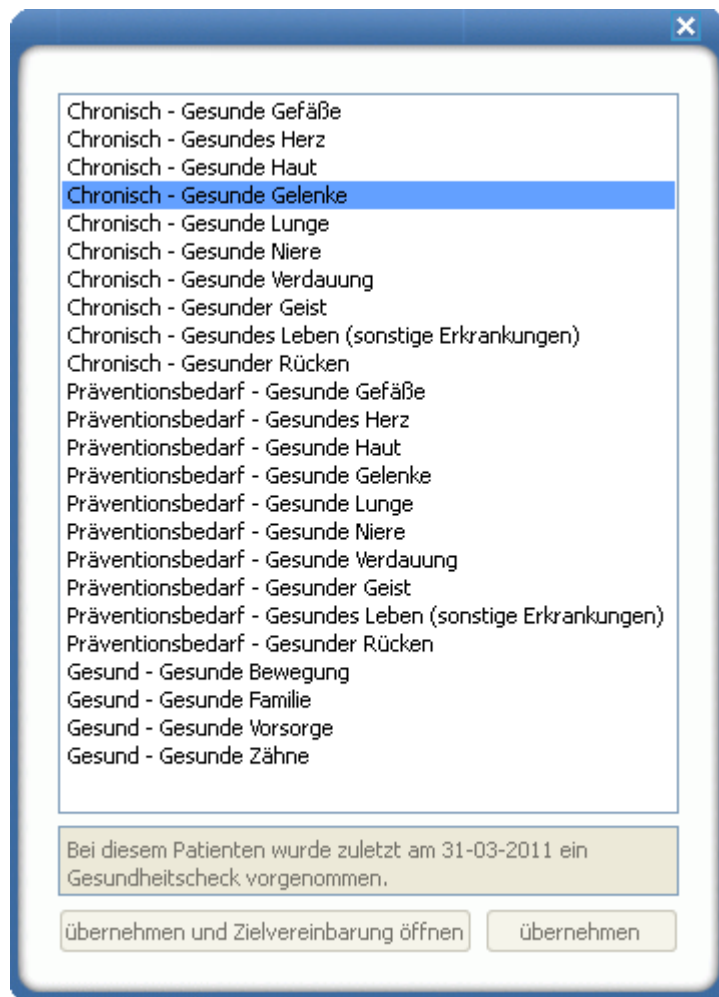 Chronisch - Gesunde Gefäße
Chronisch - Gesundes Herz
Chronisch - Gesunde Haut
Chronisch - Gesunde Gelenke
Chronisch - Gesunde Lunge
Chronisch - Gesunde Niere
Chronisch - Gesunde Verdauung
Chronisch - Gesunder Geist
Chronisch - Gesundes Leben (sonstige Erkrankungen)
Chronisch - Gesunder Rücken
Präventionsbedarf - Gesunde Gefäße
Präventionsbedarf - Gesundes Herz
Präventionsbedarf - Gesunde Haut
Präventionsbedarf - Gesunde Gelenke
Präventionsbedarf - Gesunde Lunge
Präventionsbedarf - Gesunde Niere
Präventionsbedarf - Gesunde Verdauung
Präventionsbedarf - Gesunder Geist
Präventionsbedarf - Gesundes Leben (sonstige Erkrankungen)
Präventionsbedarf - Gesunder Rücken
Gesund - Gesunde Bewegung
Gesund - Gesunde Familie
Gesund - Gesunde Vorsorge
Gesund - Gesunde Zähne
Bei diesem Patienten wurde zuletzt am 31-03-2011 ein
Gesundheitscheck vorgenommen.
übernehmen und Zielvereinbarung öffnen übernehmen